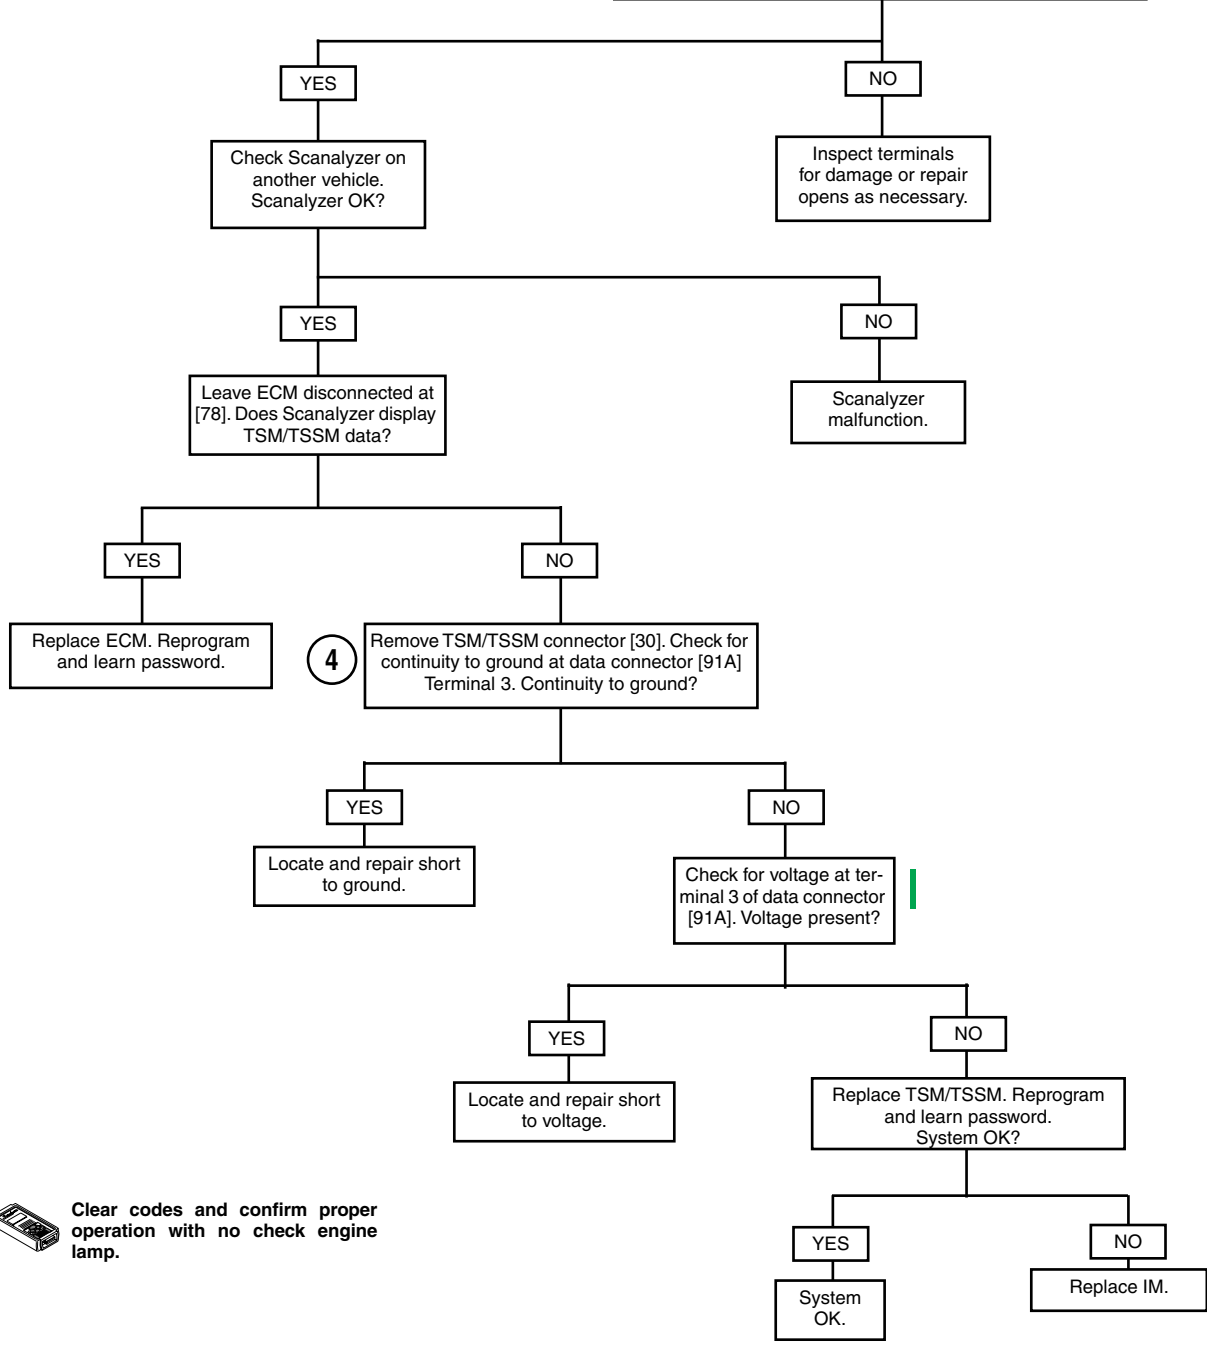 YES
NO
Check Scanalyzer on
another vehicle.
Scanalyzer OK?
Inspect terminals
for damage or repair
opens as necessary.
YES
NO
Leave ECM disconnected at
[78]. Does Scanalyzer display
TSM/TSSM data?
Scanalyzer
malfunction.
YES
NO
Replace ECM. Reprogram
and learn password.
4
Remove TSM/TSSM connector [30]. Check for
continuity to ground at data connector [91A]
Terminal 3. Continuity to ground?
YES
NO
Locate and repair short
to ground.
Check for voltage at ter-
minal 3 of data connector
[91A]. Voltage present?
YES
NO
Locate and repair short
to voltage.
Replace TSM/TSSM. Reprogram
and learn password.
System OK?
Clear codes and confirm proper
operation with no check engine
lamp.
YES
NO
System
OK.
Replace IM.